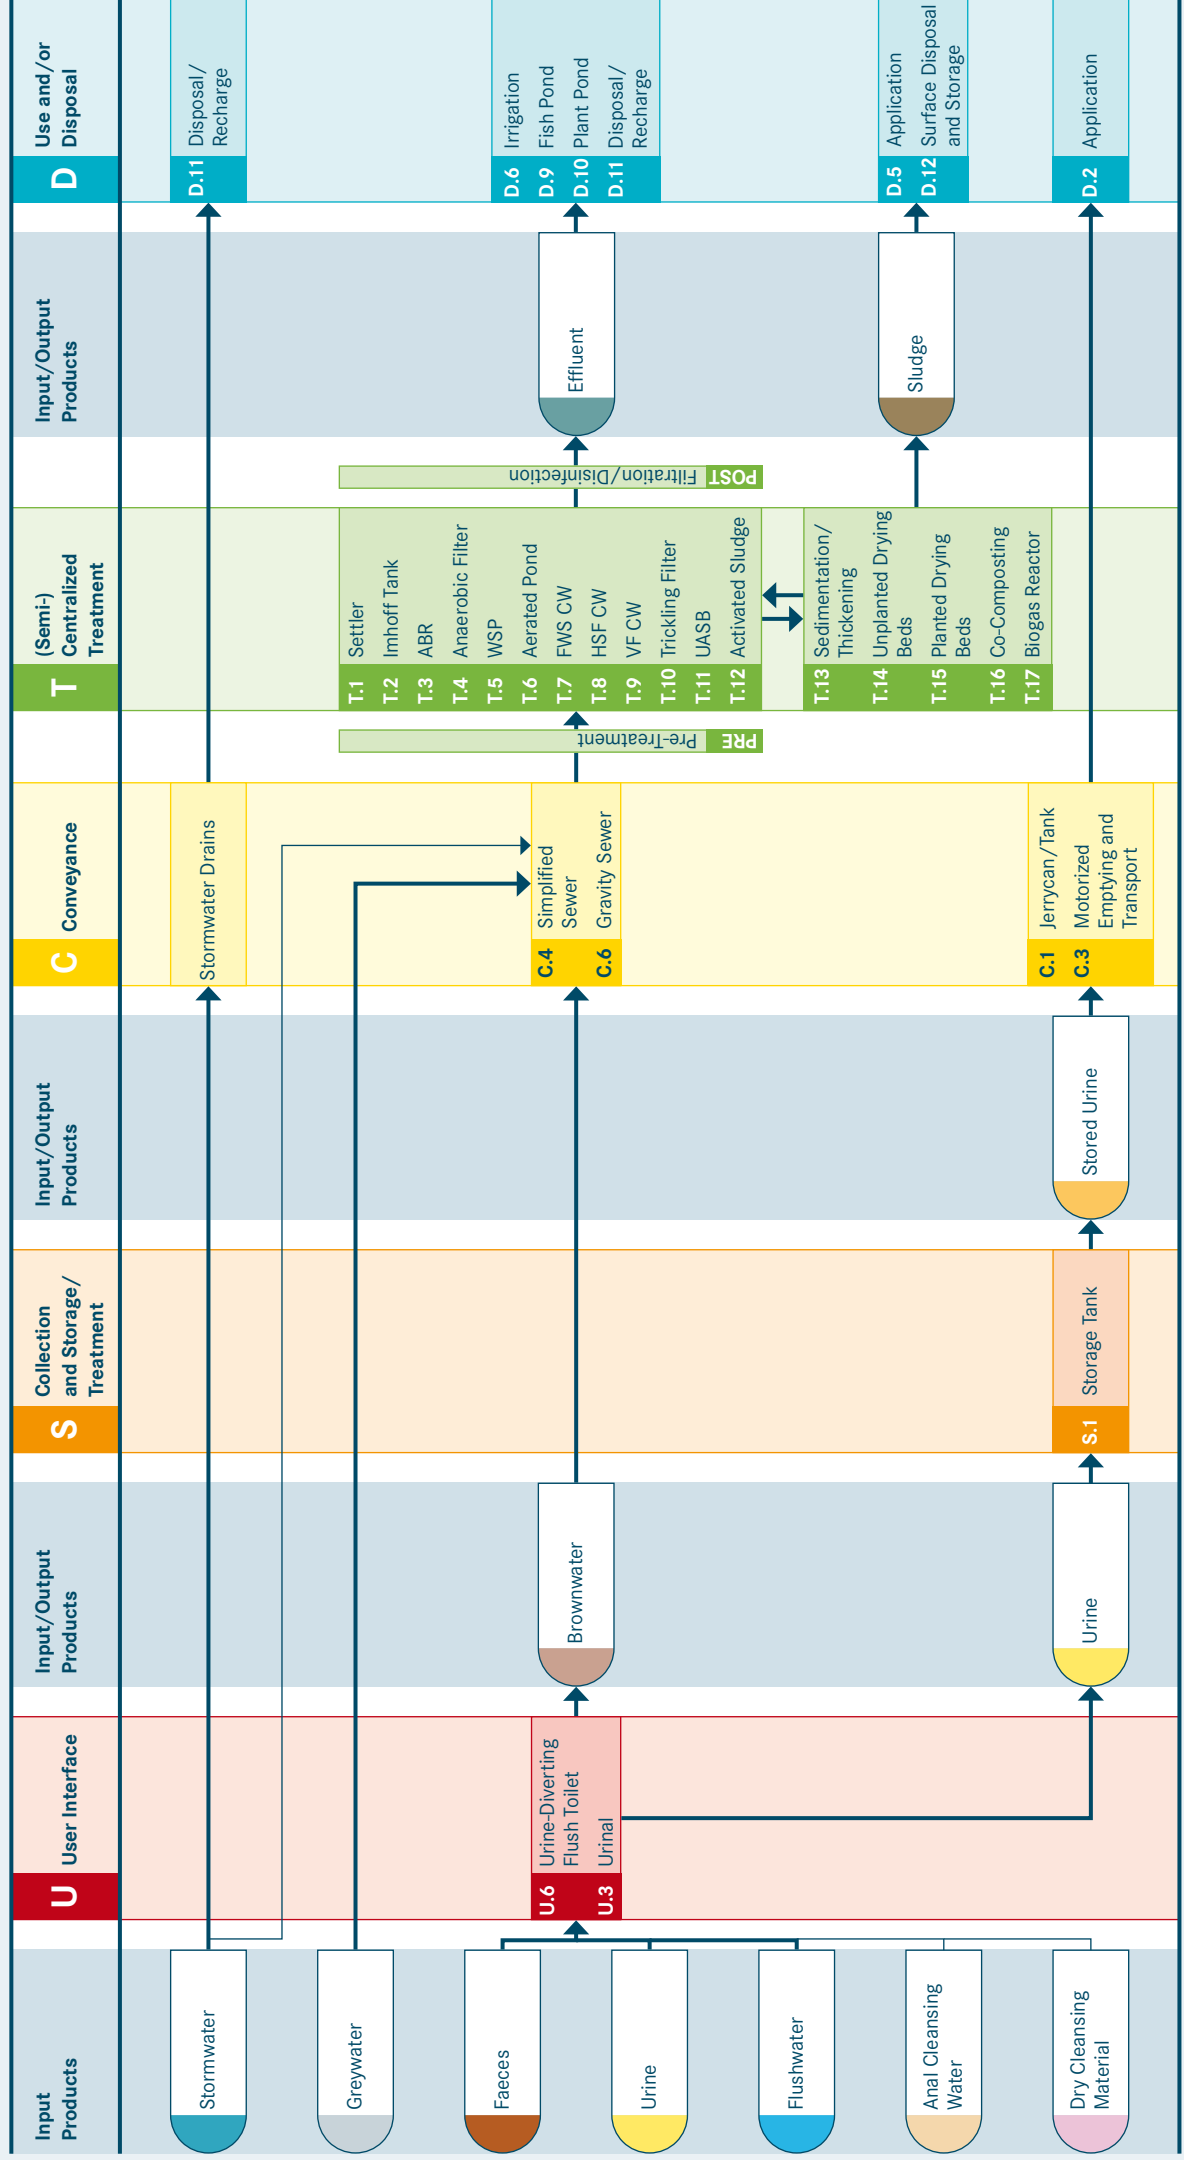 Input
Products
U
User Interface
Input/Output
Products
S
Collection
and Storage/
Treatment
Input/Output
Products
C
Conveyance
T
(Semi-)
Centralized
Treatment
Input/Output
Products
D
Use and/or
Disposal
Stormwater
Stormwater Drains
D.11
Disposal/
Recharge
Greywater
Faeces
Urine
Flushwater
Anal Cleansing
Water
Dry Cleansing
Material
U.6
Urine-Diverting
Flush Toilet
U.3
Urinal
Brownwater
Urine
S.1
Storage Tank
Stored Urine
C.4
Simplified
Sewer
C.6
Gravity Sewer
C.1
Jerrycan/Tank
C.3
Motorized
Emptying and
Transport
PRE
Pre-Treatment
T.1
Settler
T.2
Imhoff Tank
T.3
ABR
T.4
Anaerobic Filter
T.5
WSP
T.6
Aerated Pond
T.7
FWS CW
T.8
HSF CW
T.9
VF CW
T.10
Trickling Filter
T.11
UASB
T.12
Activated Sludge
T.13
Sedimentation/
Thickening
T.14
Unplanted Drying
Beds
T.15
Planted Drying
Beds
T.16
Co-Composting
T.17
Biogas Reactor
POST
Filtration/Disinfection
Effluent
Sludge
D.6
Irrigation
D.9
Fish Pond
D.10
Plant Pond
D.11
Disposal/
Recharge
D.5
Application
D.12
Surface Disposal
and Storage
D.2
Application